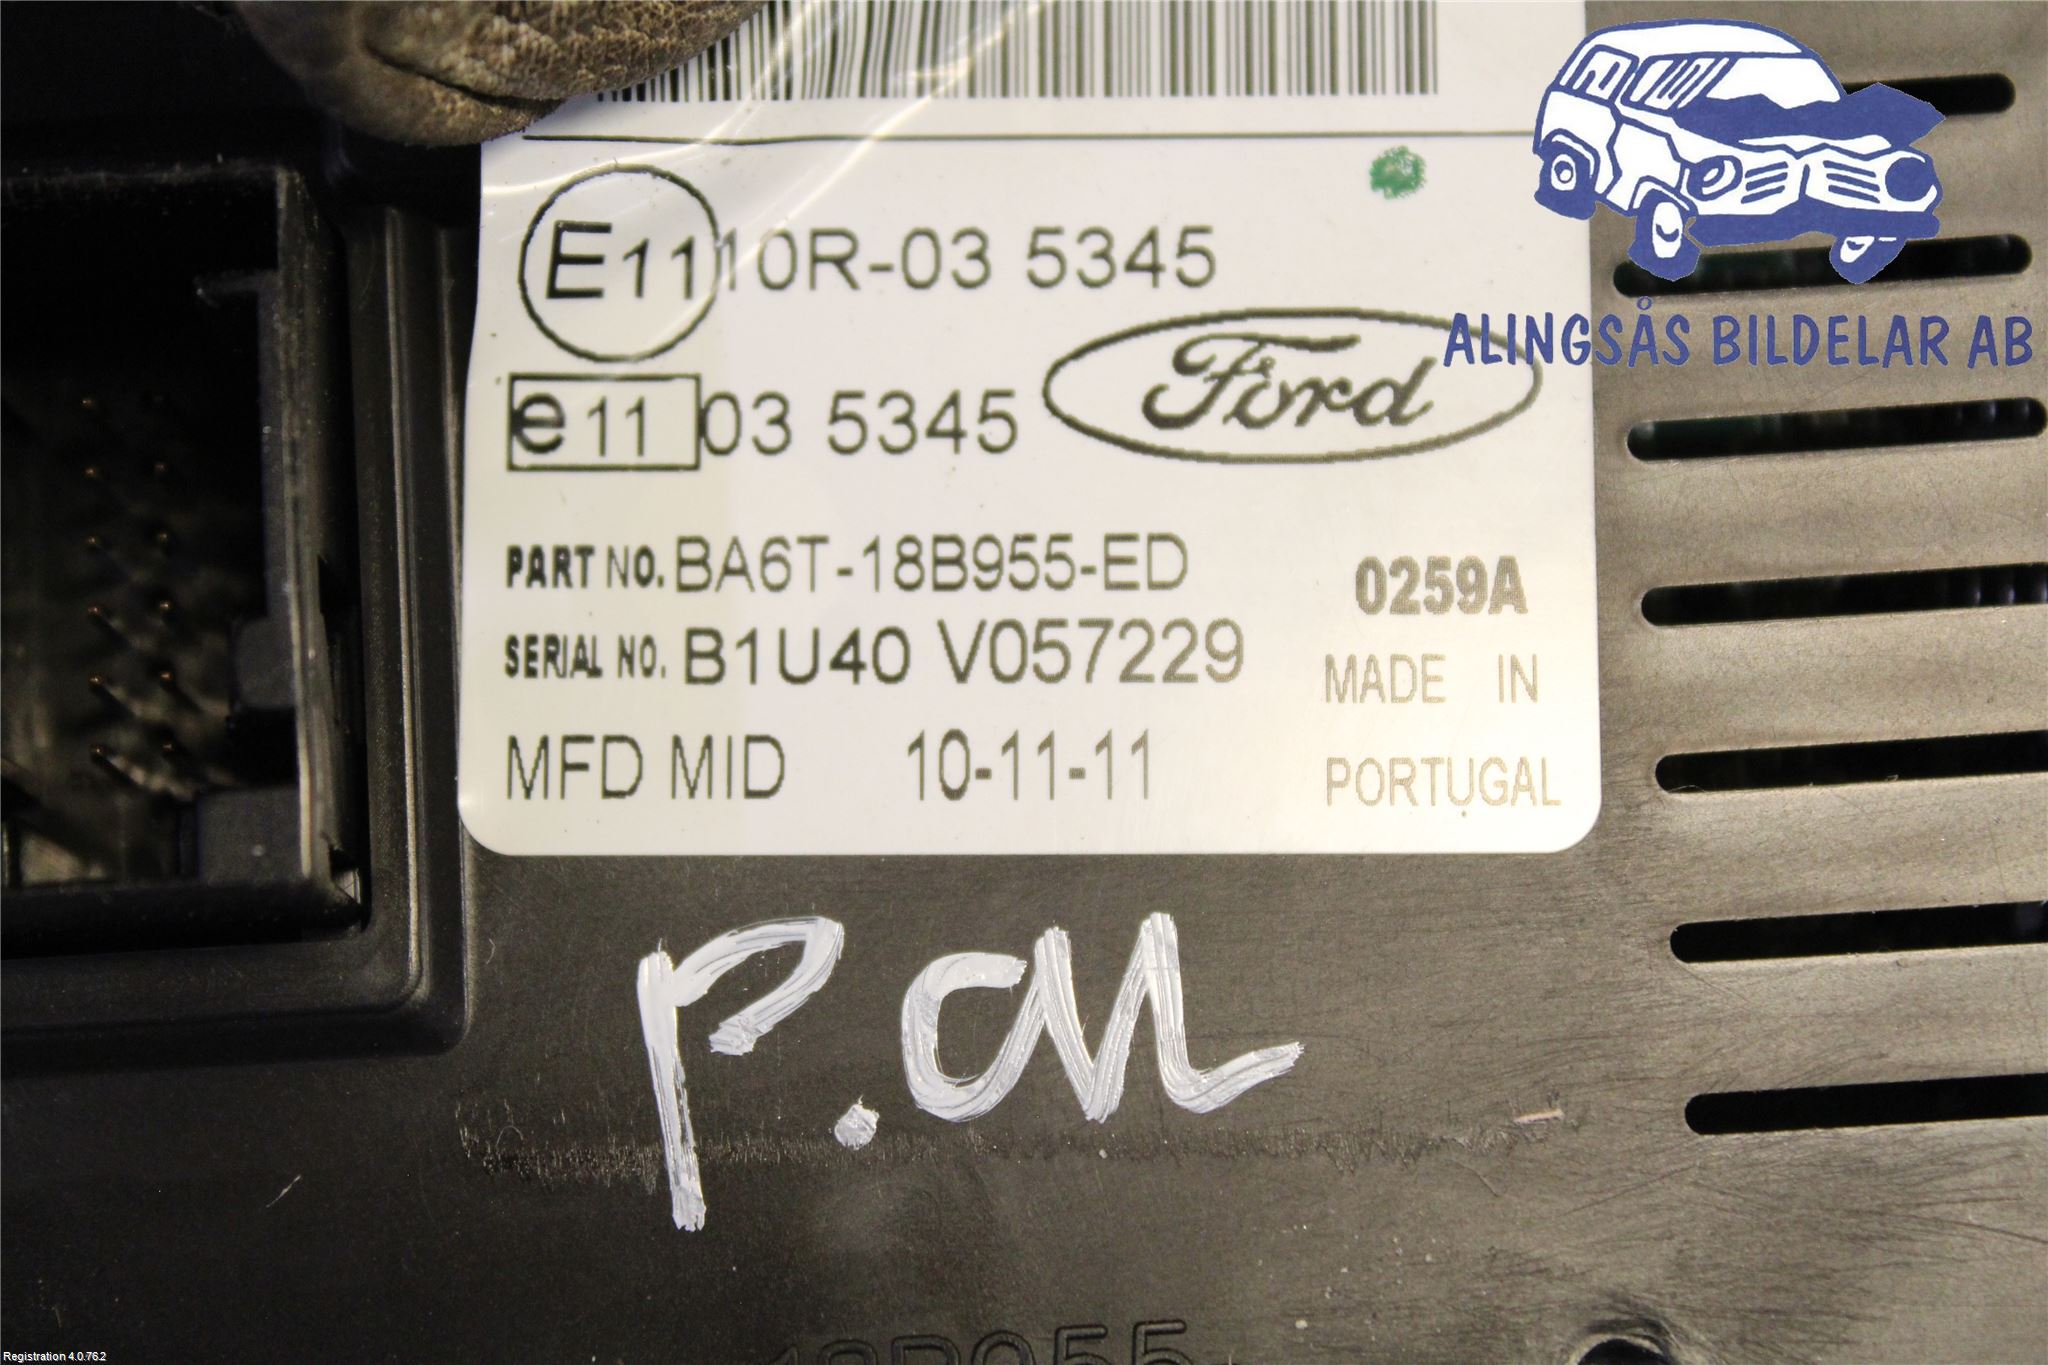 E11 10R-03 5345
e11 03 5345
Ford
ALINGSÅS BILDELAR AB
PART NO. BA6T-18B955-ED
0259A
SERIAL NO. B1U40 V057229
MADE IN
MFD MID 10-11-11
PORTUGAL
18B955-
Registration 4.0.76.2